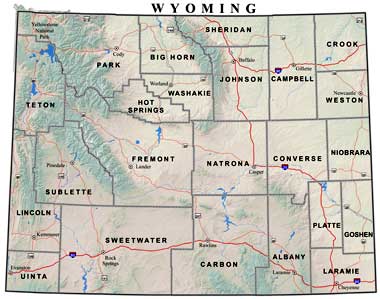 WYOMING
Yellowstone
National
Park
SHERIDAN
Cody
PARK
BIG HORN
Buffalo
CROOK
Gillette
JOHNSON
CAMPBELL
Worland
WASHAKIE
Newcastle
WESTON
TETON
HOT
SPRINGS
FREMONT
Pinedale
Lander
NATRONA
CONVERSE
NIOBRARA
Casper
SUBLETTE
LINCOLN
PLATTE
GOSHEN
Kemmerer
SWEETWATER
Rawlins
ALBANY
Rock
Springs
CARBON
Laramie
LARAMIE
Evanston
UINTA
Cheyenne